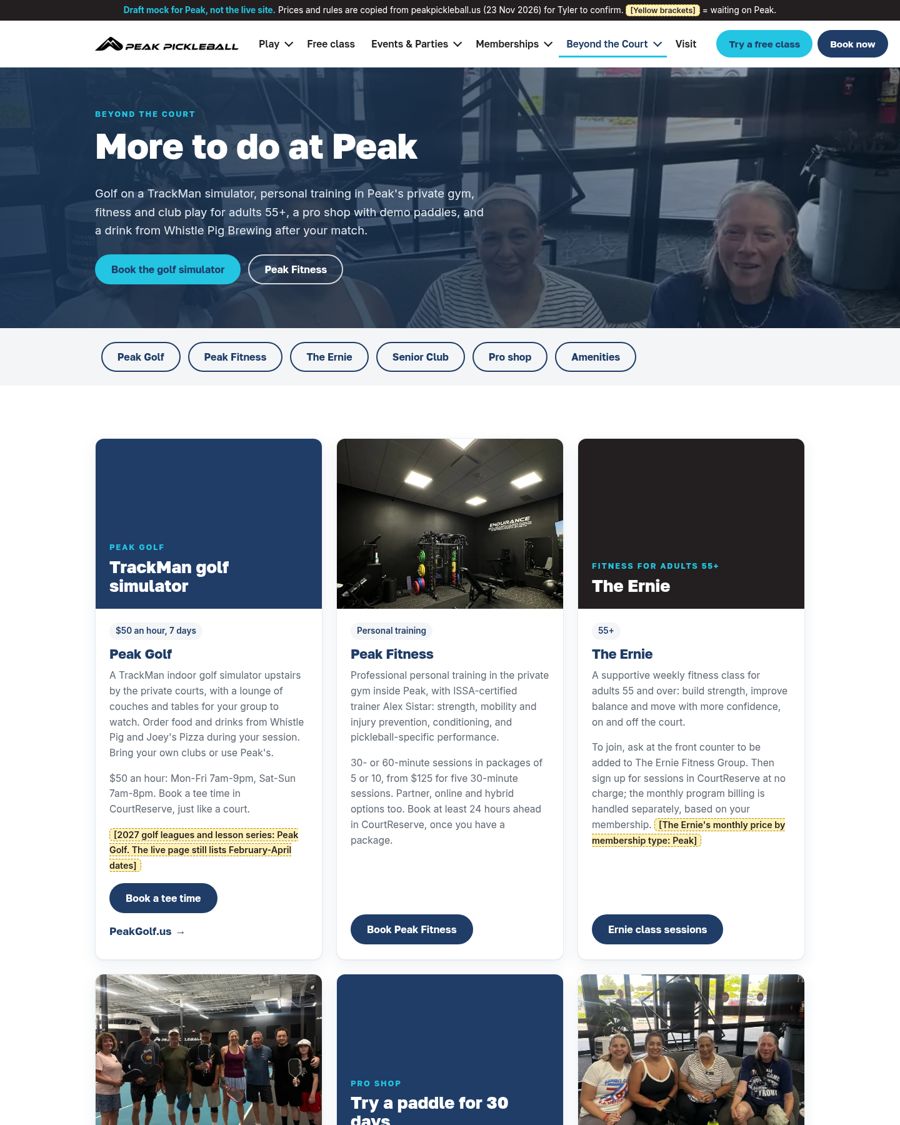 Draft mock for Peak, not the live site. Prices and rules are copied from peakpickleball.us (23 Nov 2026) for Tyler to confirm. [Yellow brackets] = waiting on Peak.
PEAK PICKLEBALL
Play
Free class
Events & Parties
Memberships
Beyond the Court
Visit
Try a free class
Book now
BEYOND THE COURT
More to do at Peak
Golf on a TrackMan simulator, personal training in Peak's private gym,
fitness and club play for adults 55+, a pro shop with demo paddles, and
a drink from Whistle Pig Brewing after your match.
Book the golf simulator
Peak Fitness
Peak Golf
Peak Fitness
The Ernie
Senior Club
Pro shop
Amenities
PEAK GOLF
TrackMan golf
simulator
$50 an hour, 7 days
Peak Golf
A TrackMan indoor golf simulator upstairs
by the private courts, with a lounge of
couches and tables for your group to
watch. Order food and drinks from Whistle
Pig and Joey's Pizza during your session.
Bring your own clubs or use Peak's.
$50 an hour: Mon-Fri 7am-9pm, Sat-Sun
7am-8pm. Book a tee time in
CourtReserve, just like a court.
[2027 golf leagues and lesson series: Peak
Golf. The live page still lists February-April
dates]
Book a tee time
PeakGolf.us →
ENDURANCE
Personal training
Peak Fitness
Professional personal training in the private
gym inside Peak, with ISSA-certified
trainer Alex Sistar: strength, mobility and
injury prevention, conditioning, and
pickleball-specific performance.
30- or 60-minute sessions in packages of
5 or 10, from $125 for five 30-minute
sessions. Partner, online and hybrid
options too. Book at least 24 hours ahead
in CourtReserve, once you have a
package.
Book Peak Fitness
FITNESS FOR ADULTS 55+
The Ernie
55+
The Ernie
A supportive weekly fitness class for
adults 55 and over: build strength, improve
balance and move with more confidence,
on and off the court.
To join, ask at the front counter to be
added to The Ernie Fitness Group. Then
sign up for sessions in CourtReserve at no
charge; the monthly program billing is
handled separately, based on your
membership. [The Ernie's monthly price by
membership type: Peak]
Ernie class sessions
PRO SHOP
Try a paddle for 30
days